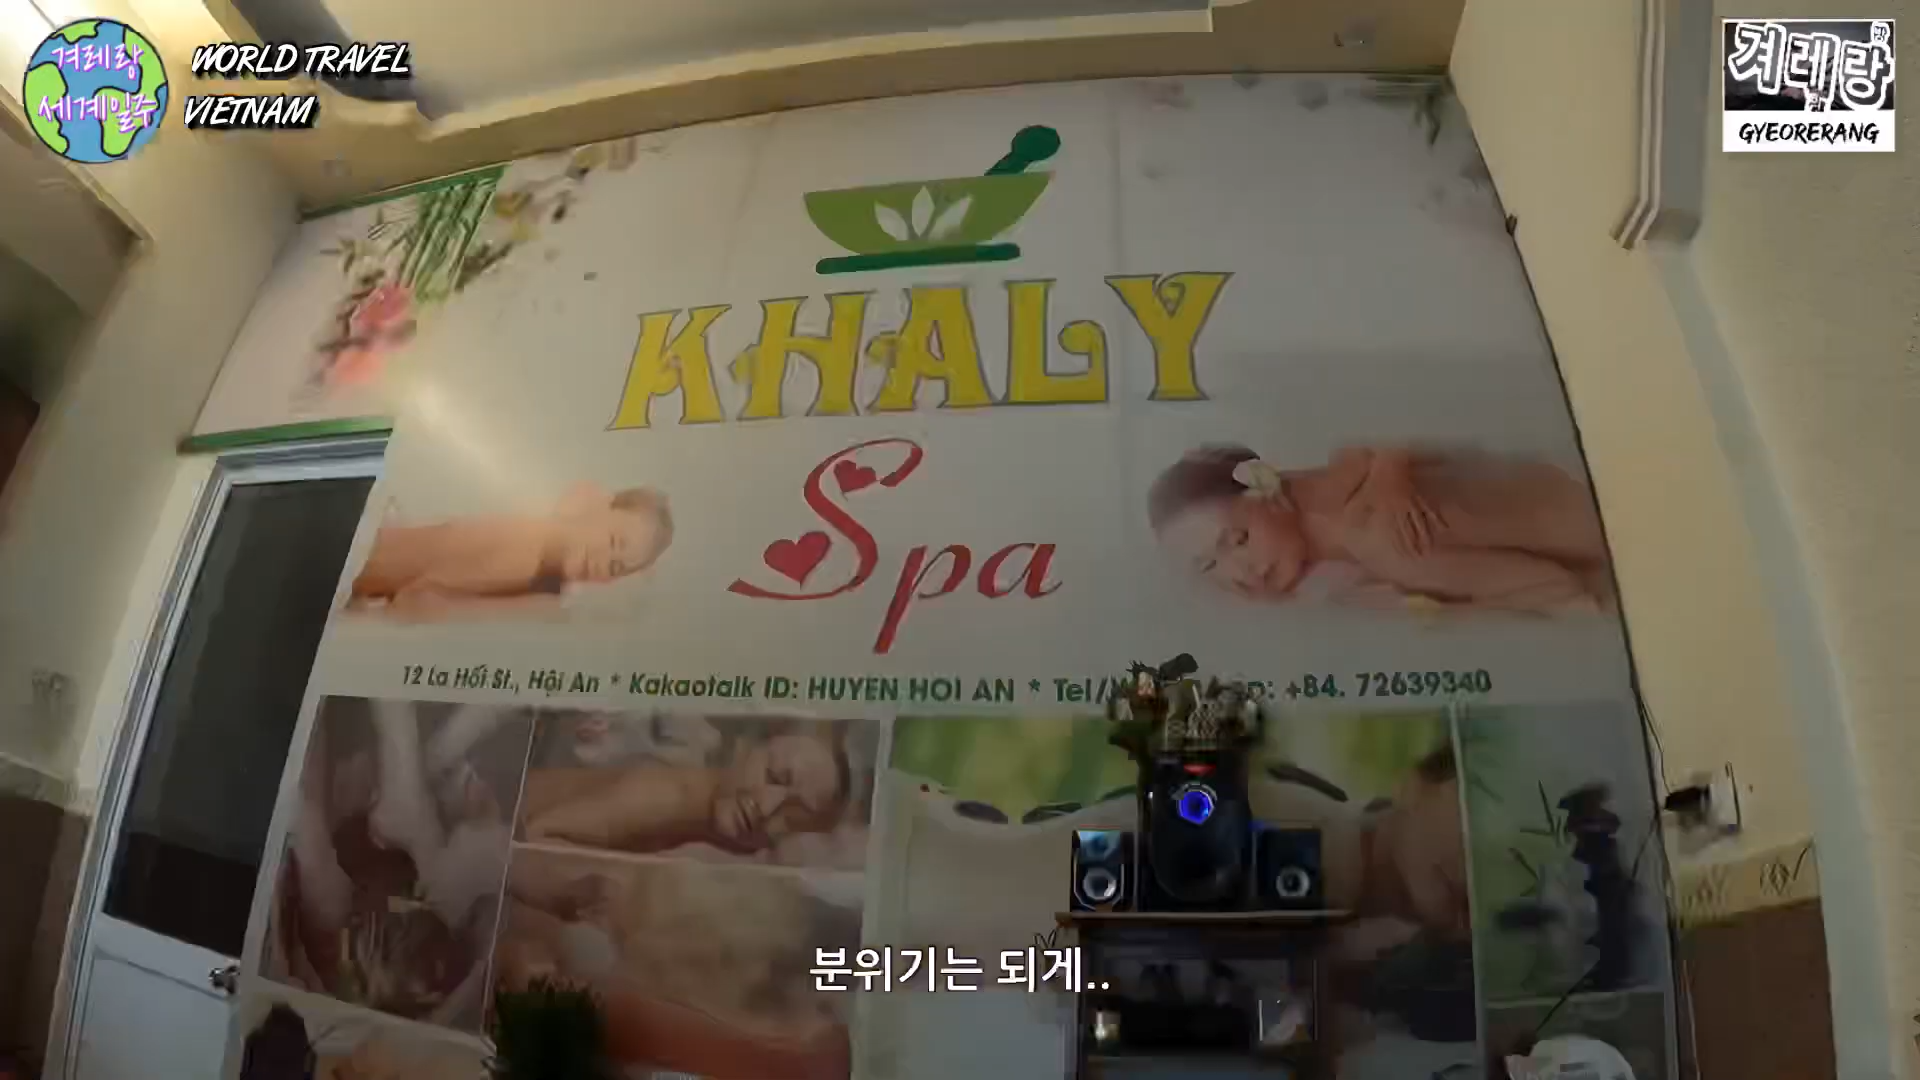 겨레랑
세계일주
WORLD TRAVEL
VIETNAM
겨레랑
GYEORERANG
KHALY
Spa
12 La Hối St., Hội An * Kakaotalk ID: HUYEN HOI AN * Tel/ +84. 72639340
분위기는 되게..